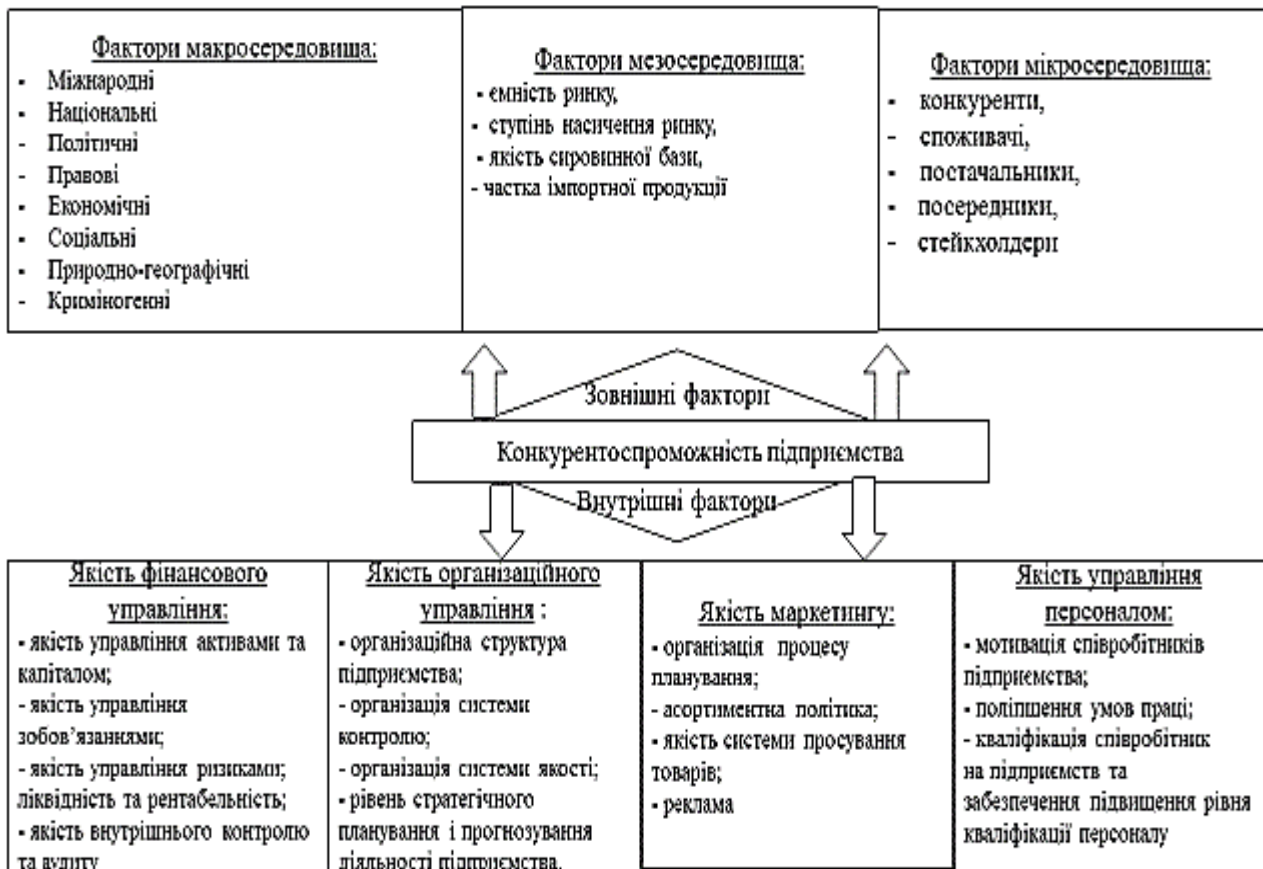 Фактори макросередовища:
- Міжнародні
- Національні
- Політичні
- Правові
- Економічні
- Соціальні
- Природно-географічні
- Криміногенні
Фактори мезосередовища:
- ємність ринку,
- ступінь насичення ринку,
- якість сировинної бази,
- частка імпортної продукції
Фактори мікросередовища:
- конкуренти,
- споживачі,
- постачальники,
- посередники,
- стейкхолдери
Зовнішні фактори
Конкурентоспроможність підприємства
Внутрішні фактори
Якість фінансового
управління:
- якість управління активами та
капіталом;
- якість управління
зобов’язаннями;
- якість управління ризиками;
ліквідність та рентабельність;
- якість внутрішнього контролю
та аудиту
Якість організаційного
управління :
- організаційна структура
підприємства;
- організація системи
контролю;
- організація системи якості;
- рівень стратегічного
планування і прогнозування
діяльності підприємства.
Якість маркетингу:
- організація процесу
планування;
- асортиментна політика;
- якість системи просування
товарів;
- реклама
Якість управління
персоналом:
- мотивація співробітників
підприємства;
- поліпшення умов праці;
- кваліфікація співробітник
на підприємств та
забезпечення підвищення рівня
кваліфікації персоналу